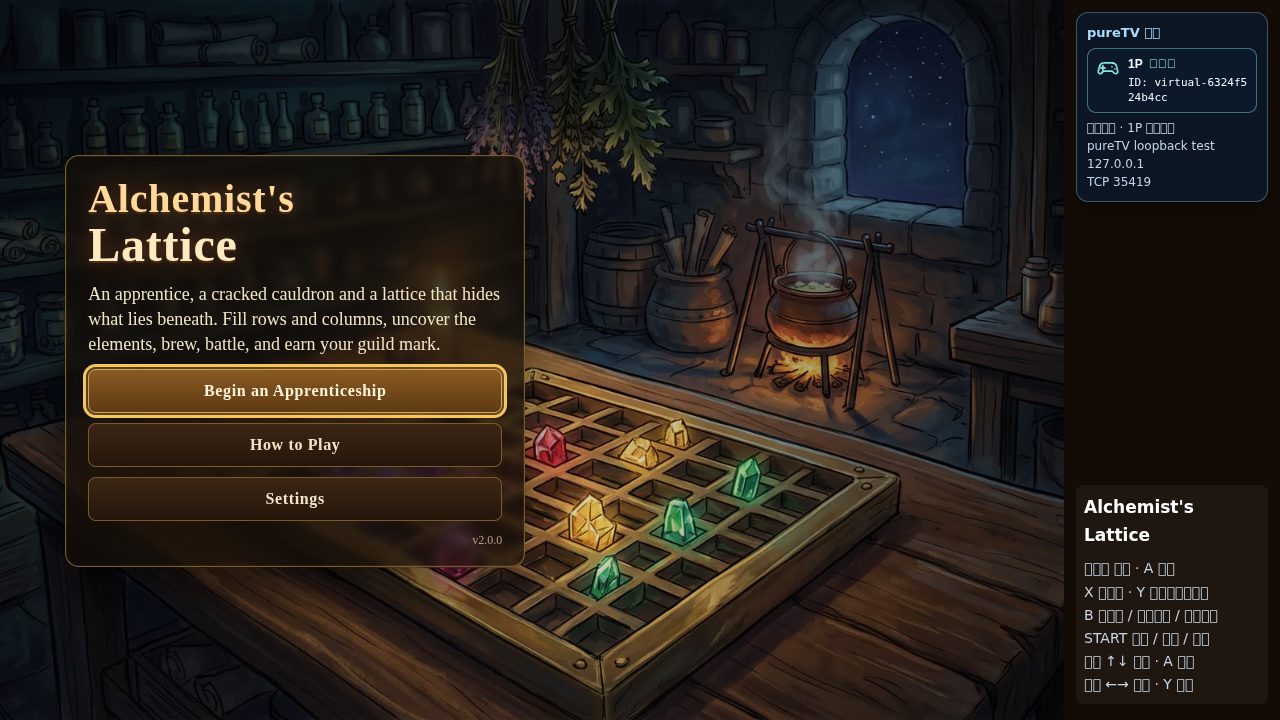 Alchemist's
Lattice
An apprentice, a cracked cauldron and a lattice that hides
what lies beneath. Fill rows and columns, uncover the
elements, brew, battle, and earn your guild mark.
Begin an Apprenticeship
How to Play
Settings
v2.0.0
pureTV
1P
ID: virtual-6324f5
24b4cc
· 1P
pureTV loopback test
127.0.0.1
TCP 35419
Alchemist's
Lattice
· A
X · Y
B / /
START / /
↑↓ · A
←→ · Y